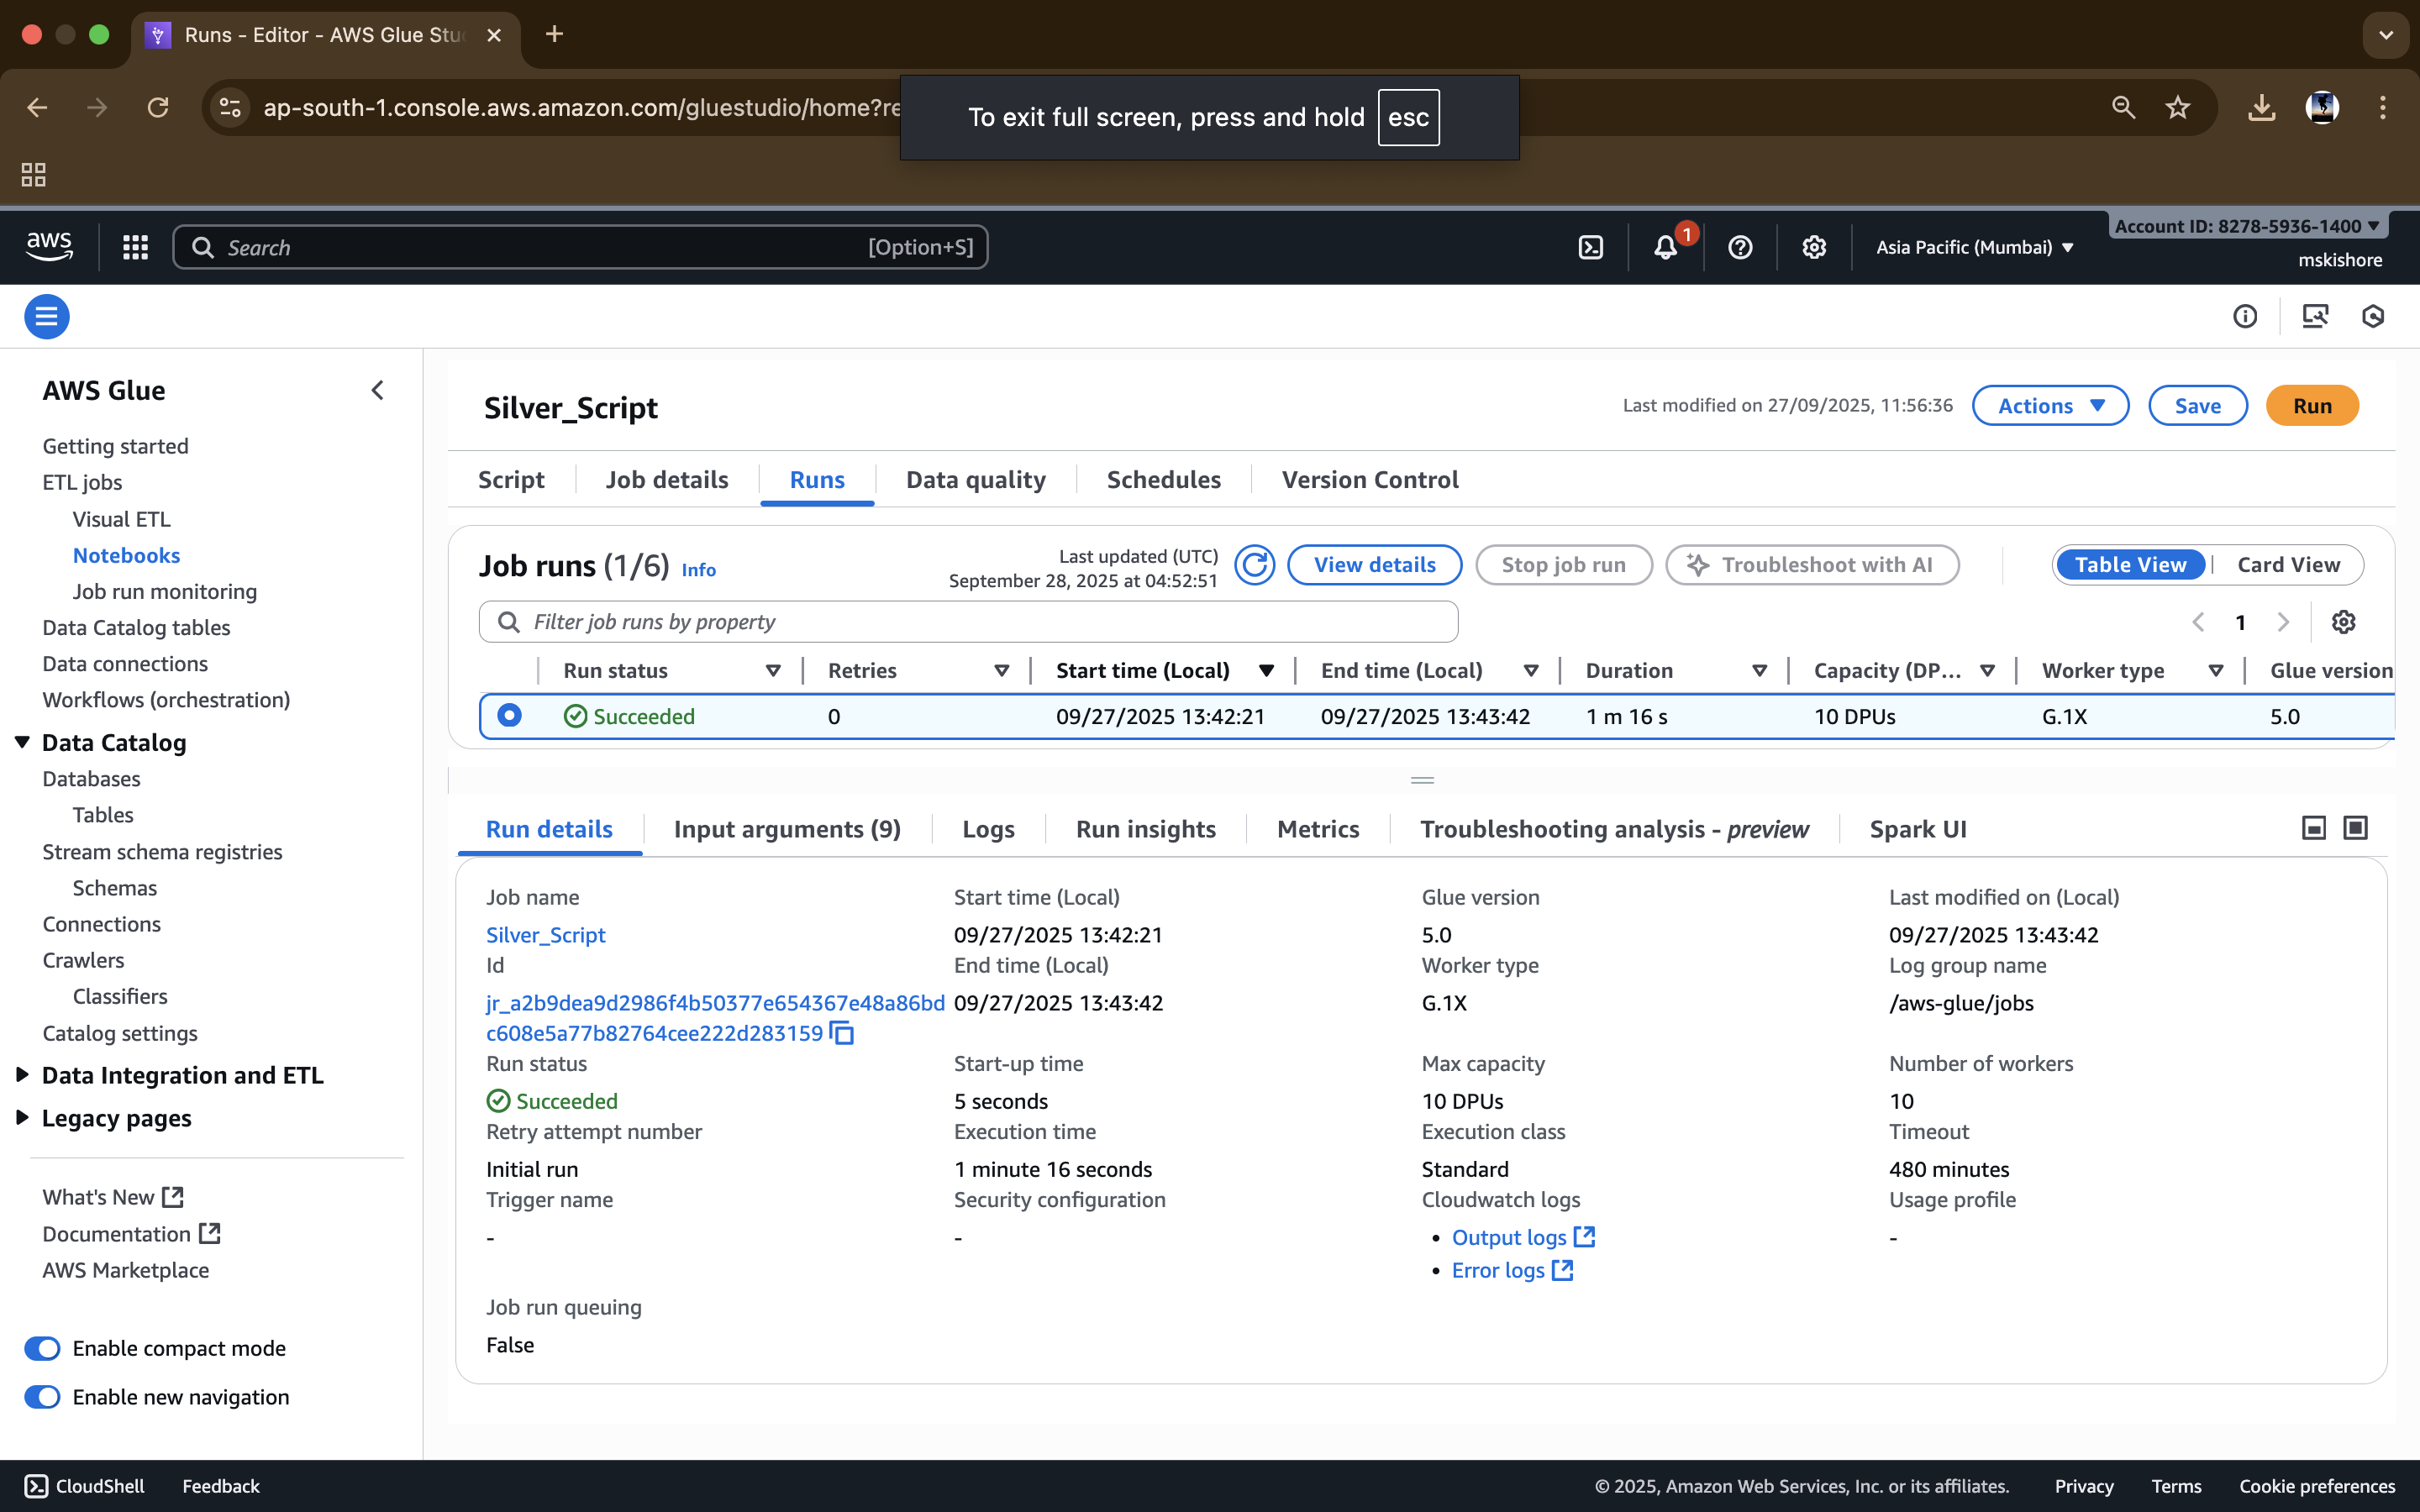 Runs - Editor - AWS Glue Stu
ap-south-1.console.aws.amazon.com/gluestudio/home?re
To exit full screen, press and hold esc
aws
Search [Option+S]
1
Asia Pacific (Mumbai)
Account ID: 8278-5936-1400
mskishore
AWS Glue
Getting started
ETL jobs
Visual ETL
Notebooks
Job run monitoring
Data Catalog tables
Data connections
Workflows (orchestration)
Data Catalog
Databases
Tables
Stream schema registries
Schemas
Connections
Crawlers
Classifiers
Catalog settings
Data Integration and ETL
Legacy pages
What's New
Documentation
AWS Marketplace
Enable compact mode
Enable new navigation
Silver_Script
Last modified on 27/09/2025, 11:56:36 Actions Save Run
Script Job details Runs Data quality Schedules Version Control
Job runs (1/6) Info
Last updated (UTC)
September 28, 2025 at 04:52:51
View details Stop job run Troubleshoot with AI Table View Card View
Filter job runs by property
1
Run status Retries Start time (Local) End time (Local) Duration Capacity (DP... Worker type Glue version
Succeeded 0 09/27/2025 13:42:21 09/27/2025 13:43:42 1 m 16 s 10 DPUs G.1X 5.0
Run details Input arguments (9) Logs Run insights Metrics Troubleshooting analysis - preview Spark UI
Job name Start time (Local) Glue version Last modified on (Local)
Silver_Script 09/27/2025 13:42:21 5.0 09/27/2025 13:43:42
Id End time (Local) Worker type Log group name
jr_a2b9dea9d2986f4b50377e654367e48a86bd 09/27/2025 13:43:42 G.1X /aws-glue/jobs
c608e5a77b82764cee222d283159
Run status Start-up time Max capacity Number of workers
Succeeded 5 seconds 10 DPUs 10
Retry attempt number Execution time Execution class Timeout
Initial run 1 minute 16 seconds Standard 480 minutes
Trigger name Security configuration Cloudwatch logs Usage profile
- - • Output logs -
• Error logs
Job run queuing
False
CloudShell Feedback © 2025, Amazon Web Services, Inc. or its affiliates. Privacy Terms Cookie preferences